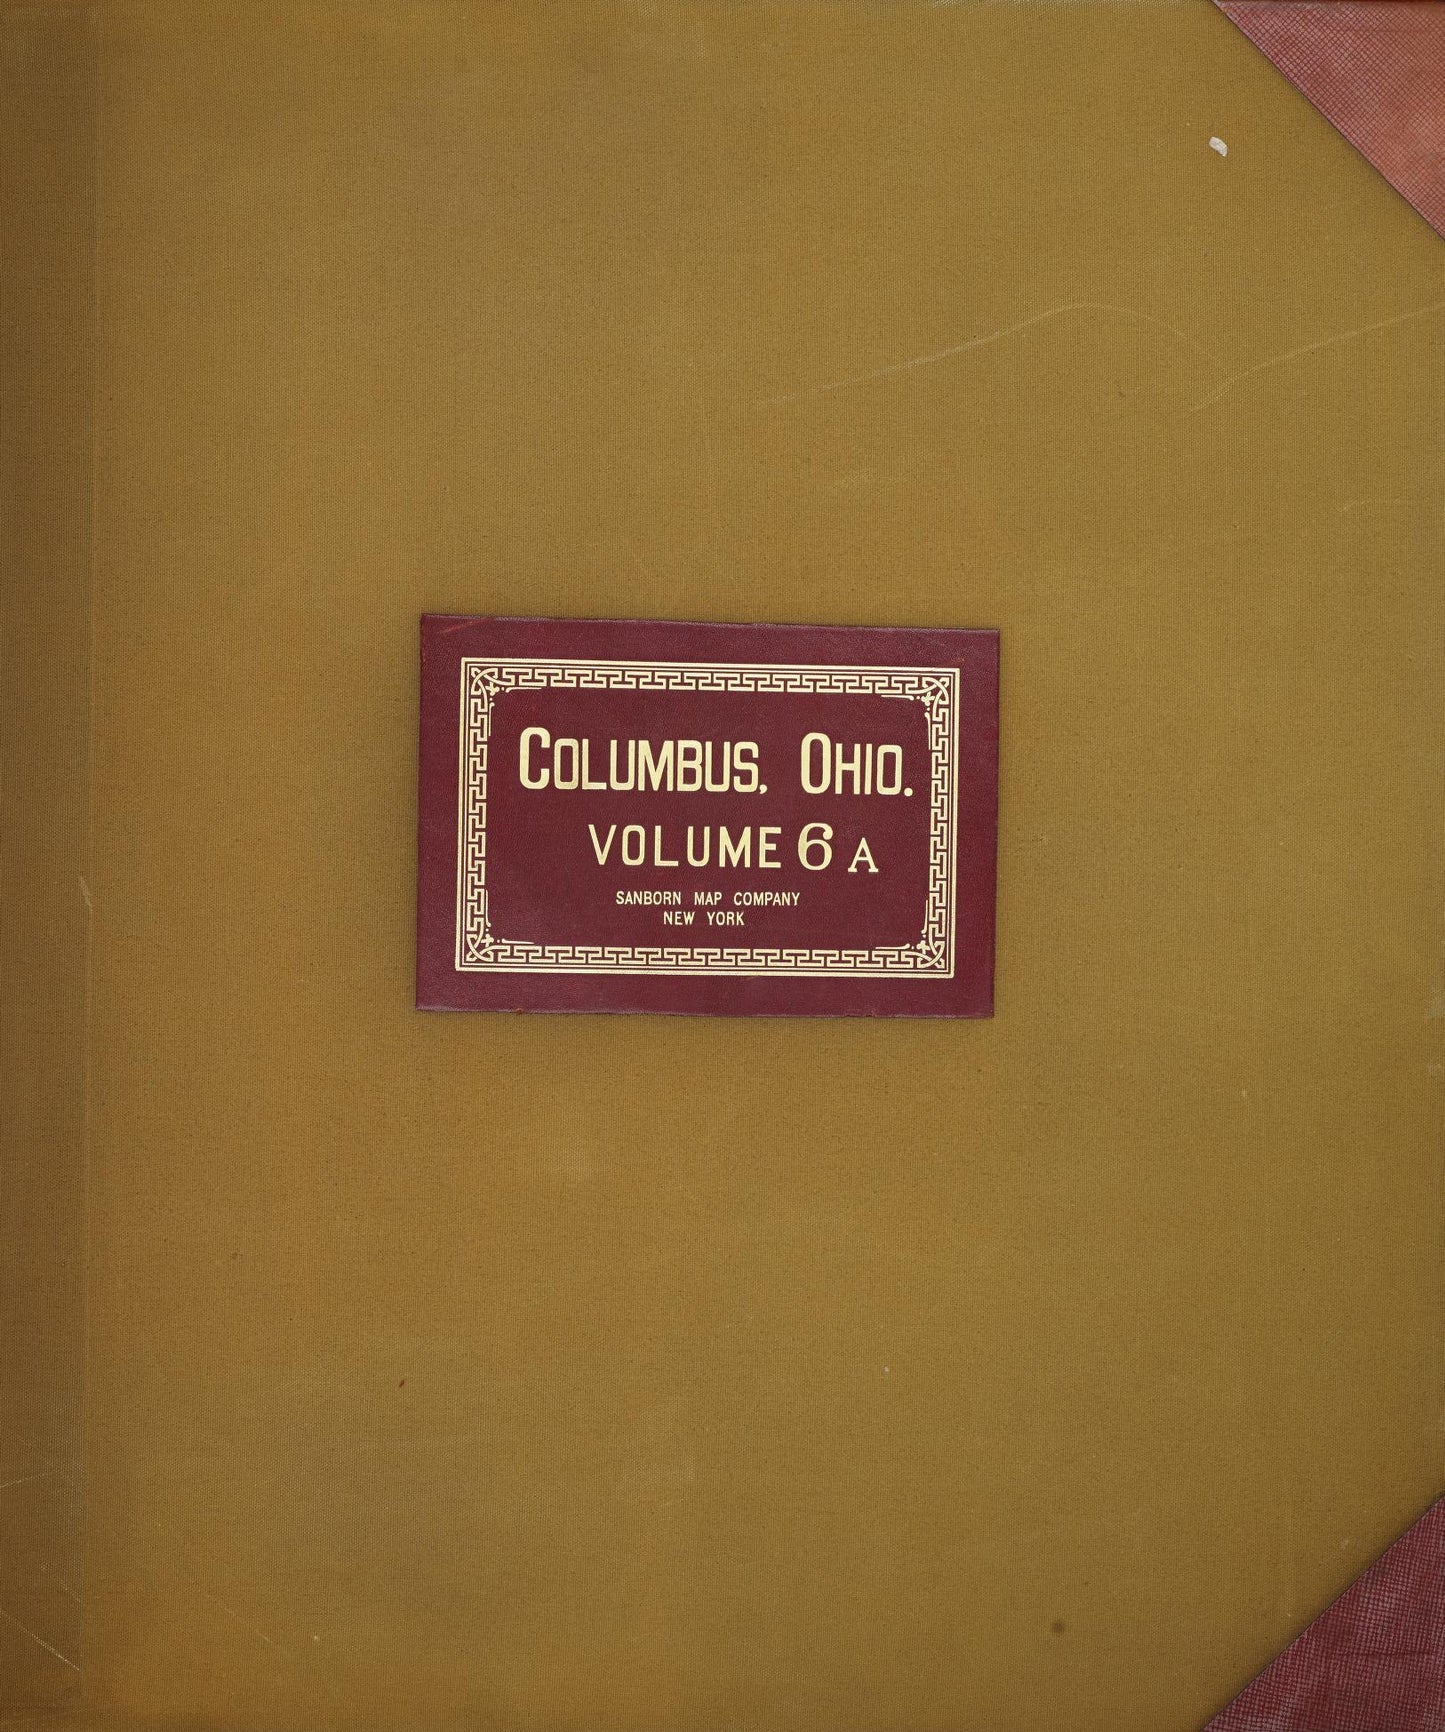 COLUMBUS, OHIO.
VOLUME 6 A
SANBORN MAP COMPANY
NEW YORK